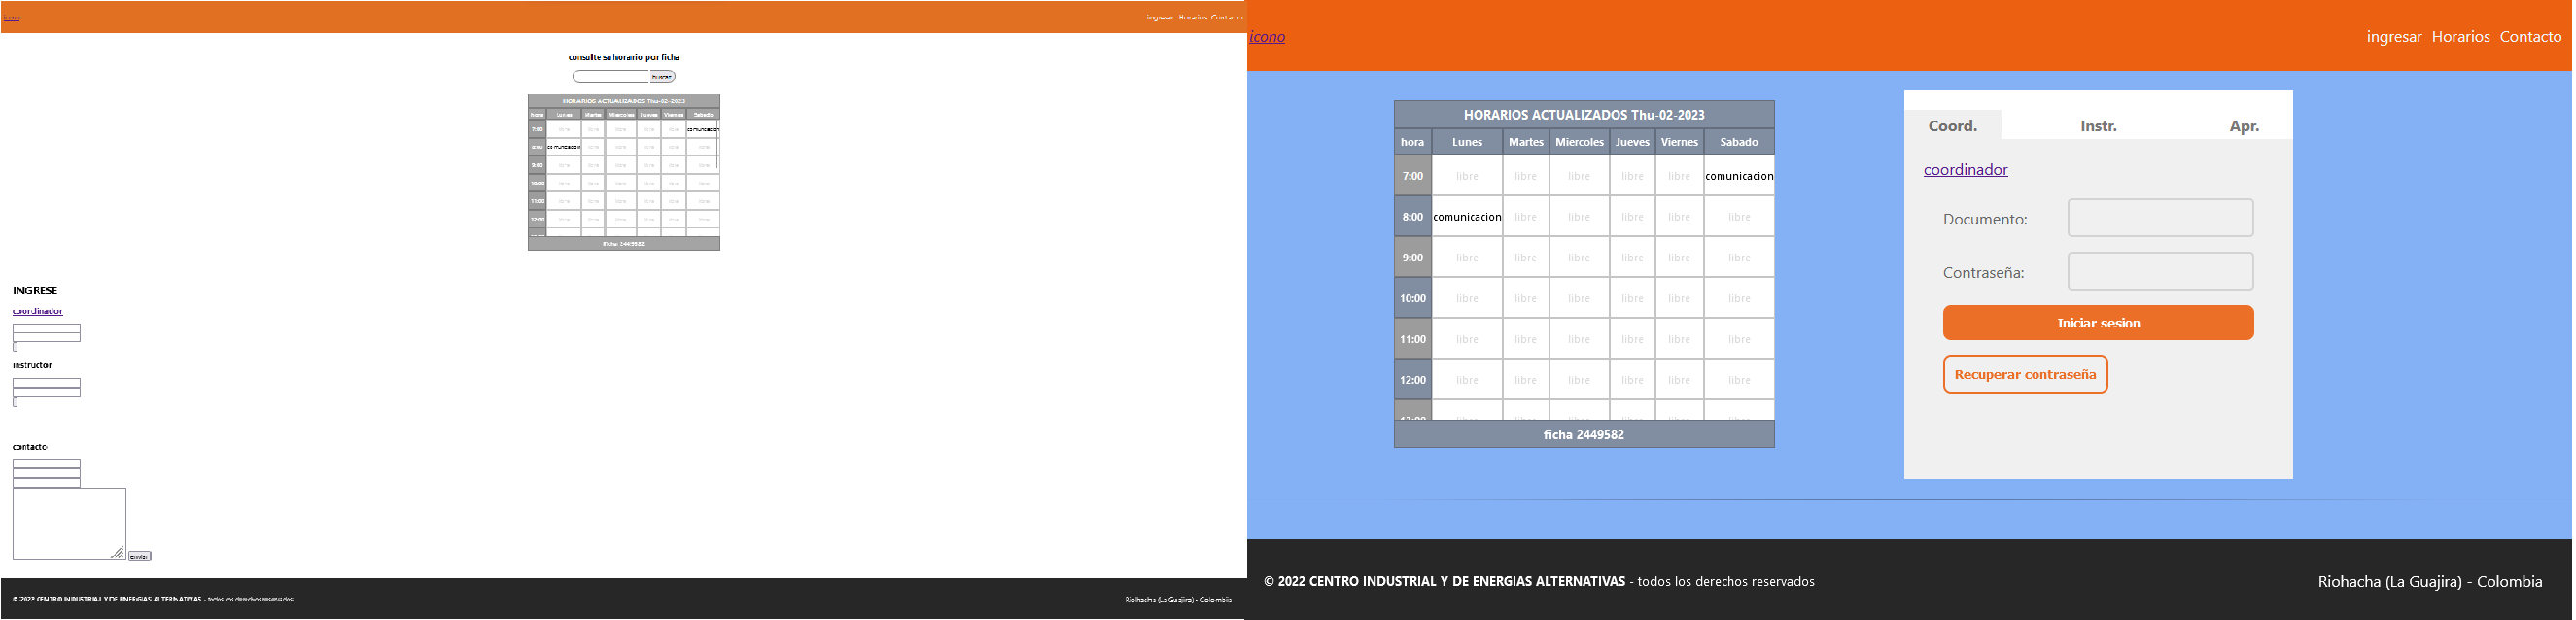 icono
ingresar Horarios Contacto
consulte su horario por ficha
buscar
HORARIOS ACTUALIZADOS Thu-02-2023
hora Lunes Martes Miercoles Jueves Viernes Sabado
7:00 libre libre libre libre libre comunicacion
8:00 comunicacion libre libre libre libre libre
9:00 libre libre libre libre libre libre
10:00 libre libre libre libre libre libre
11:00 libre libre libre libre libre libre
12:00 libre libre libre libre libre libre
ficha 2449582
INGRESE
coordinador
instructor
contacto
enviar
© 2022 CENTRO INDUSTRIAL Y DE ENERGIAS ALTERNATIVAS - todos los derechos reservados
Riohacha (La Guajira) - Colombia
icono
ingresar Horarios Contacto
HORARIOS ACTUALIZADOS Thu-02-2023
hora Lunes Martes Miercoles Jueves Viernes Sabado
7:00 libre libre libre libre libre comunicacion
8:00 comunicacion libre libre libre libre libre
9:00 libre libre libre libre libre libre
10:00 libre libre libre libre libre libre
11:00 libre libre libre libre libre libre
12:00 libre libre libre libre libre libre
13:00 libre libre libre libre libre libre
ficha 2449582
Coord. Instr. Apr.
coordinador
Documento:
Contraseña:
Iniciar sesion
Recuperar contraseña
© 2022 CENTRO INDUSTRIAL Y DE ENERGIAS ALTERNATIVAS - todos los derechos reservados
Riohacha (La Guajira) - Colombia